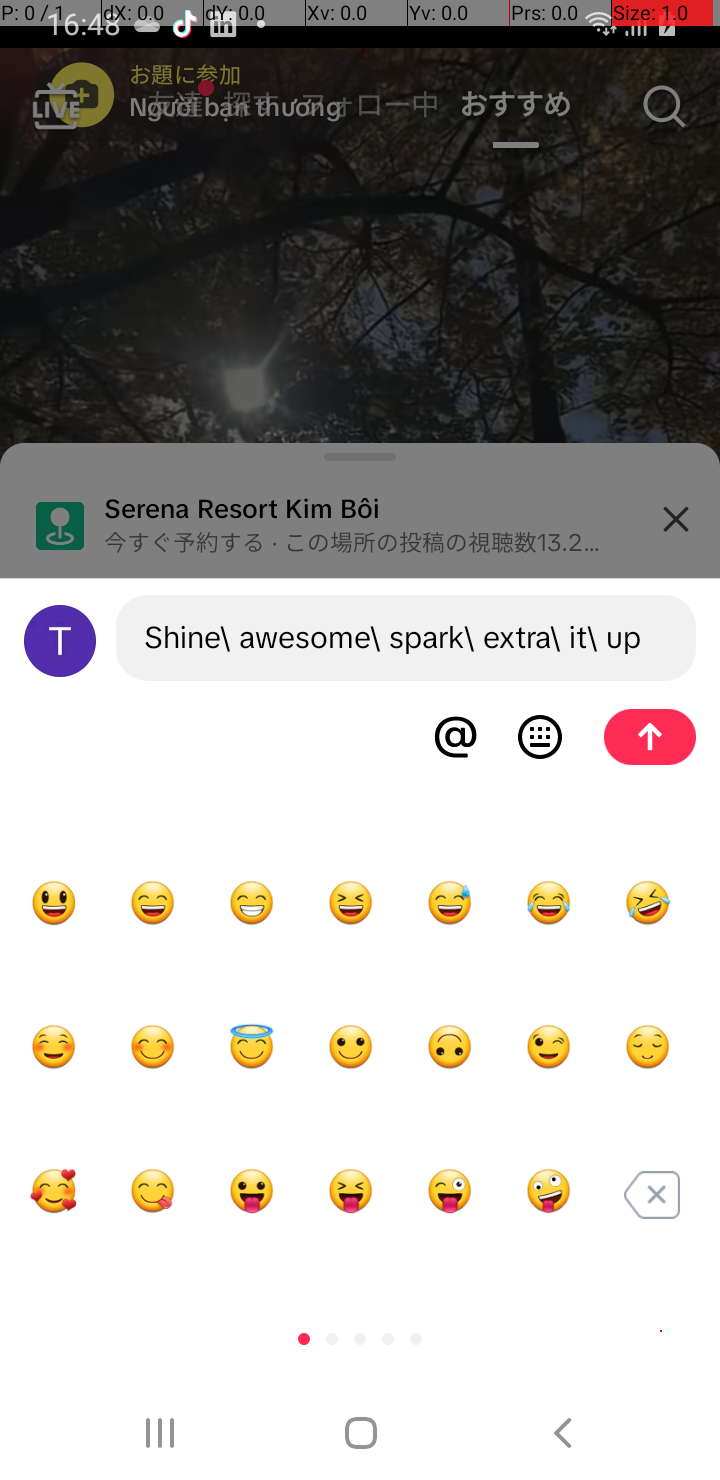 P: 0 / 1 dX: 0.0 dY: 0.0 Xv: 0.0 Yv: 0.0 Prs: 0.0 Size: 1.0
16:48
お題に参加
LIVE 友達 探す フォロー中 おすすめ
Người bạn thương
Serena Resort Kim Bôi
今すぐ予約する · この場所の投稿の視聴数13.2...
T
Shine\ awesome\ spark\ extra\ it\ up
@